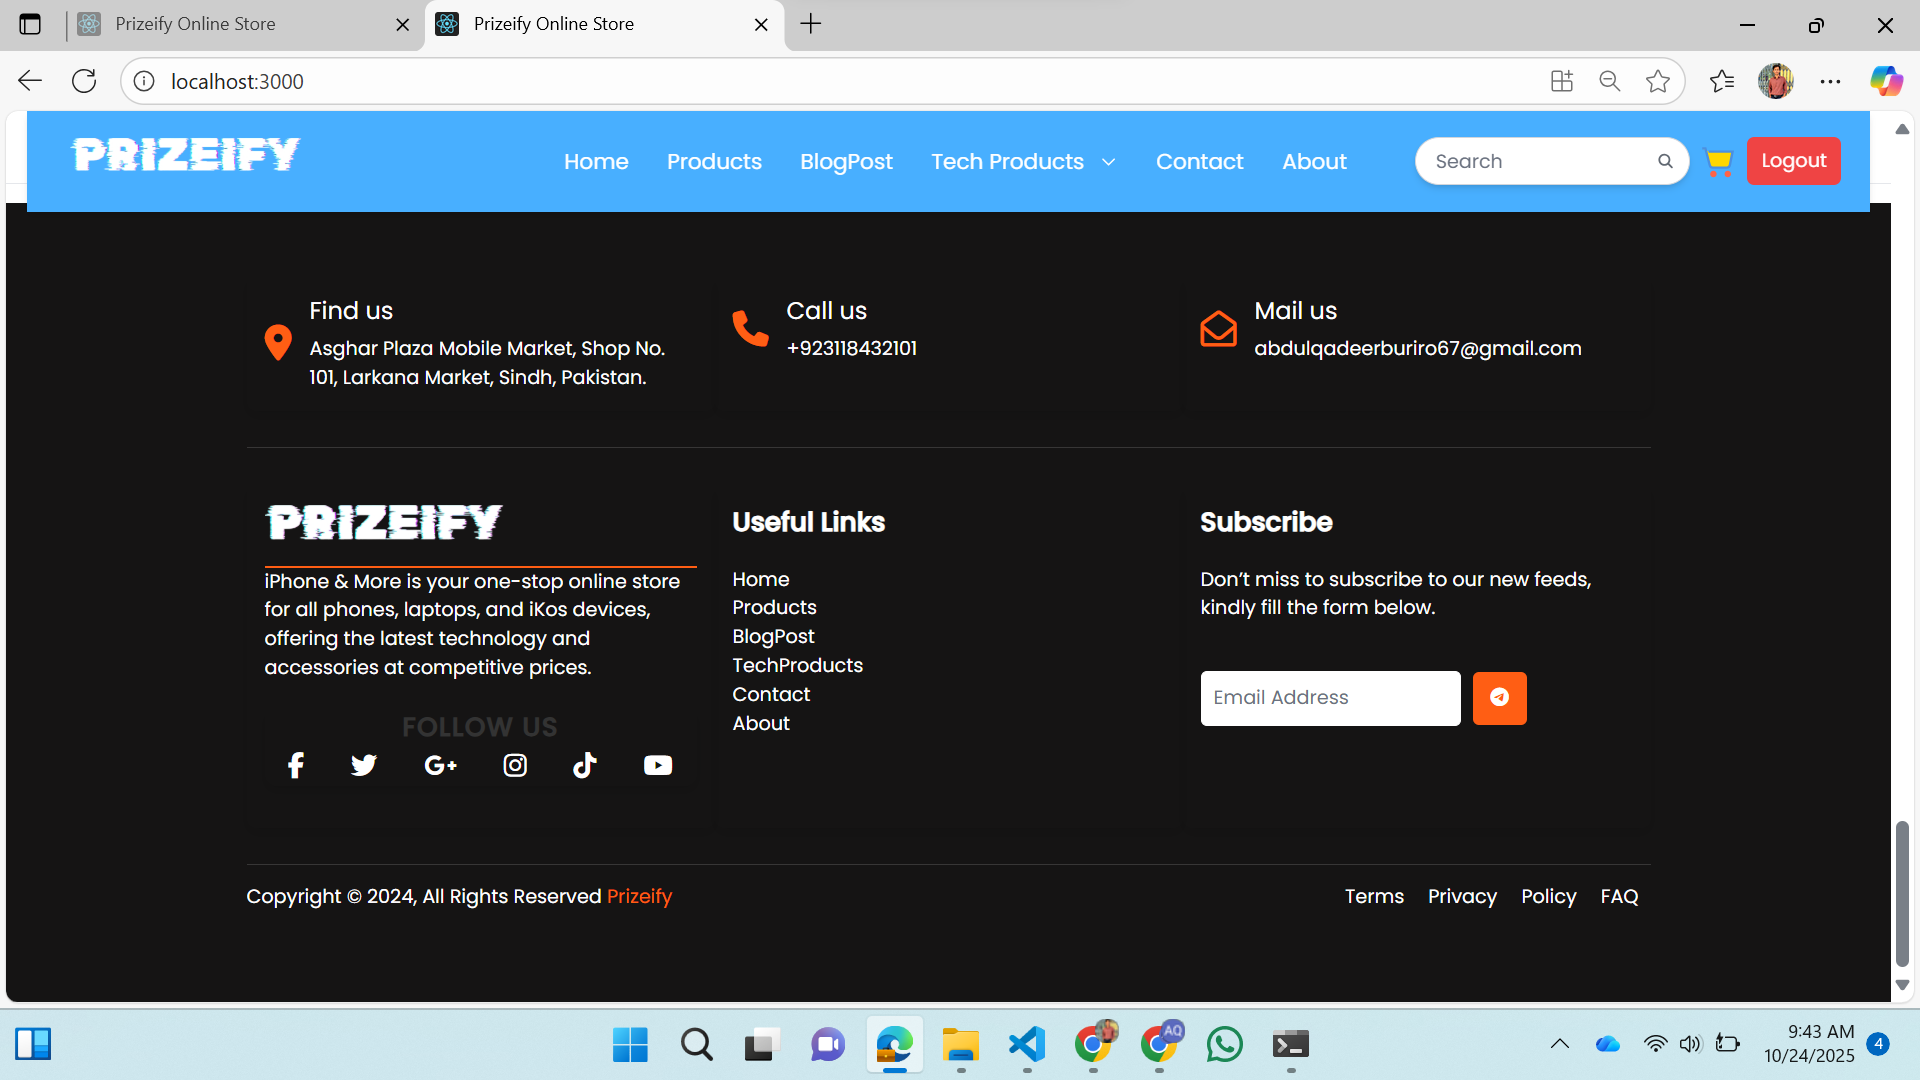 Prizeify Online Store
Prizeify Online Store
localhost:3000
PRIZEIFY
Home Products BlogPost Tech Products Contact About
Search
Logout
Find us
Asghar Plaza Mobile Market, Shop No.
101, Larkana Market, Sindh, Pakistan.
Call us
+923118432101
Mail us
abdulqadeerburiro67@gmail.com
PRIZEIFY
iPhone & More is your one-stop online store
for all phones, laptops, and iKos devices,
offering the latest technology and
accessories at competitive prices.
FOLLOW US
Useful Links
Home
Products
BlogPost
TechProducts
Contact
About
Subscribe
Don’t miss to subscribe to our new feeds,
kindly fill the form below.
Email Address
Copyright © 2024, All Rights Reserved Prizeify
Terms Privacy Policy FAQ
AQ
9:43 AM
10/24/2025
4